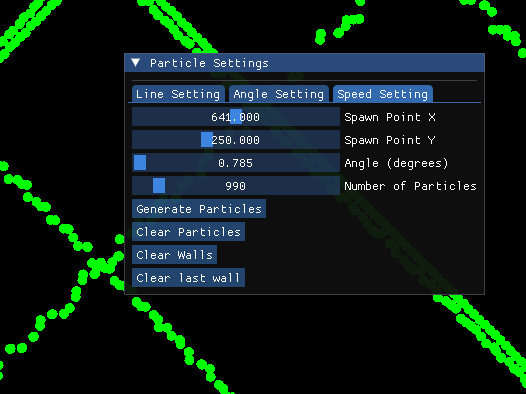 ▼ Particle Settings
Line Setting Angle Setting Speed Setting
641.000 Spawn Point X
250.000 Spawn Point Y
0.785 Angle (degrees)
990 Number of Particles
Generate Particles
Clear Particles
Clear Walls
Clear last wall